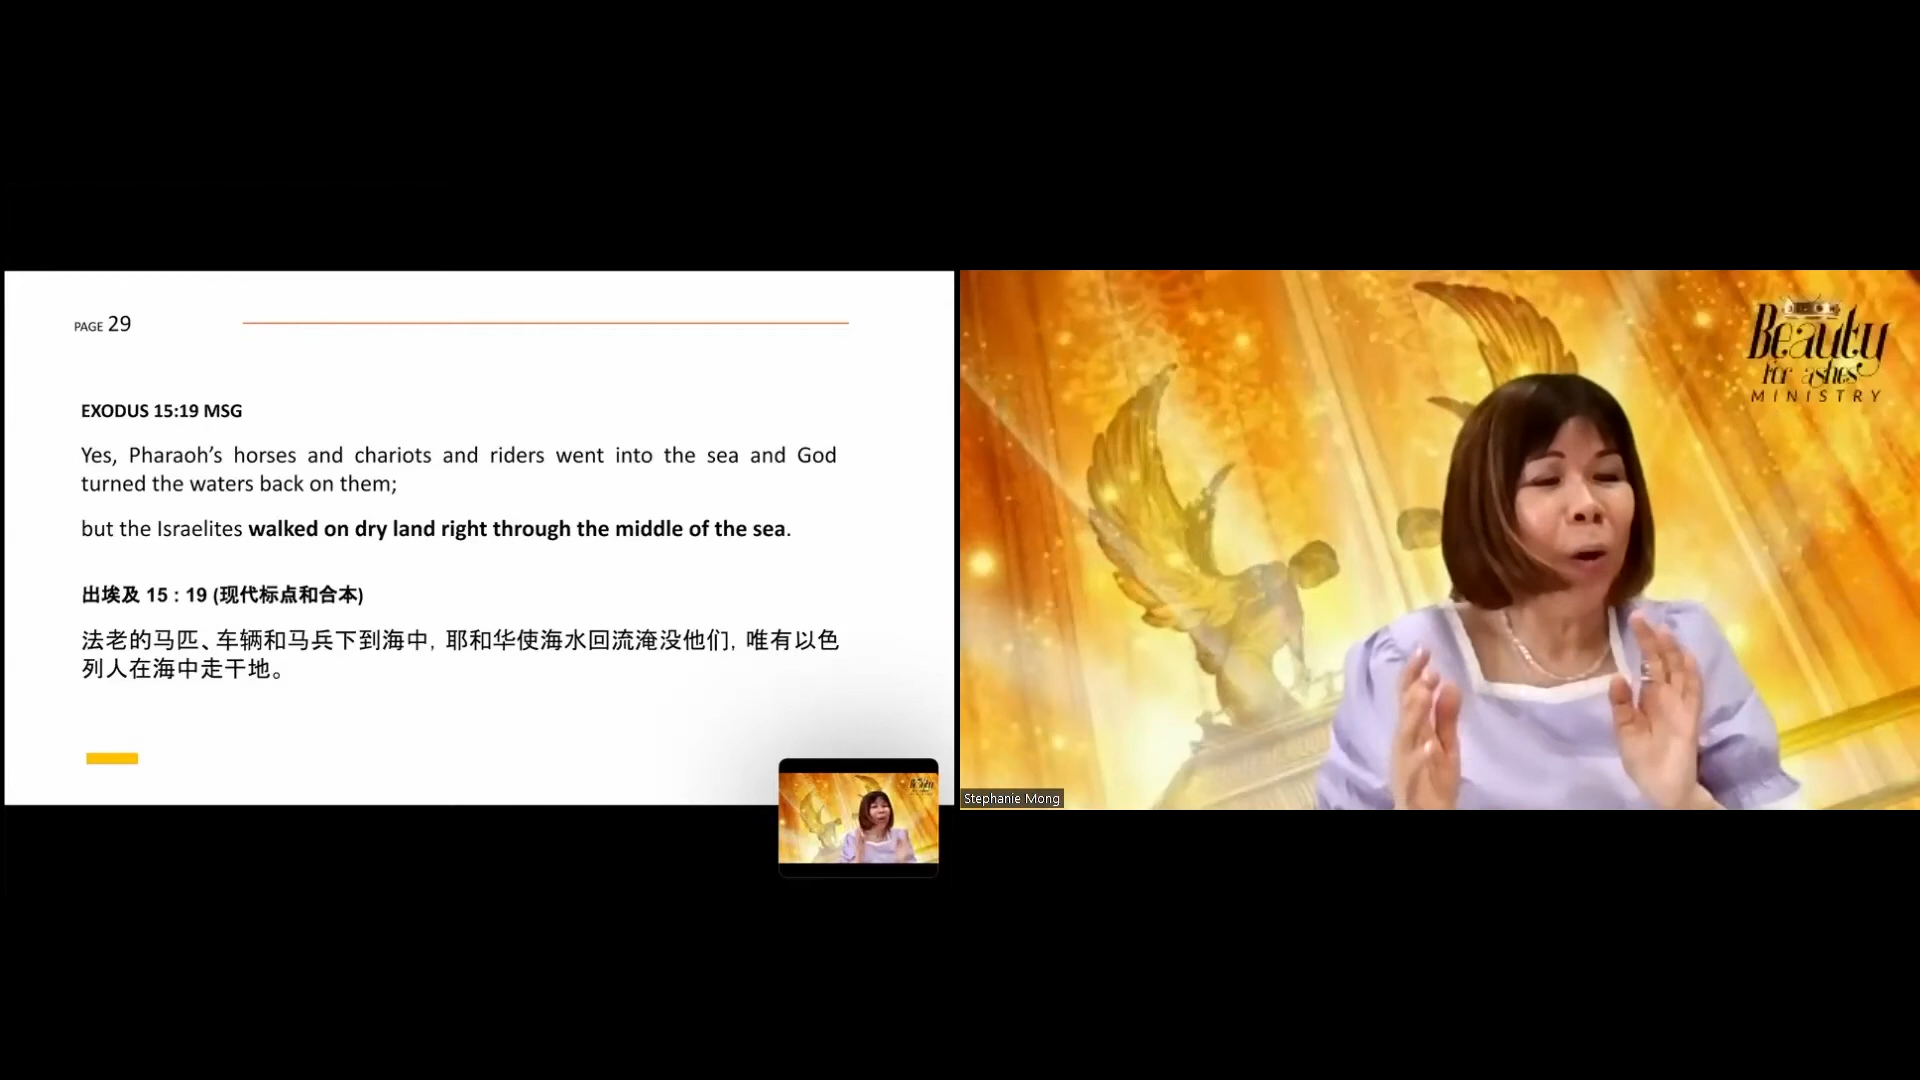 PAGE 29
EXODUS 15:19 MSG
Yes, Pharaoh’s horses and chariots and riders went into the sea and God
turned the waters back on them;
but the Israelites walked on dry land right through the middle of the sea.
出埃及 15 : 19 (现代标点和合本)
法老的马匹、车辆和马兵下到海中, 耶和华使海水回流淹没他们, 唯有以色
列人在海中走干地。
Beauty
For ashes
MINISTRY
Stephanie Mong